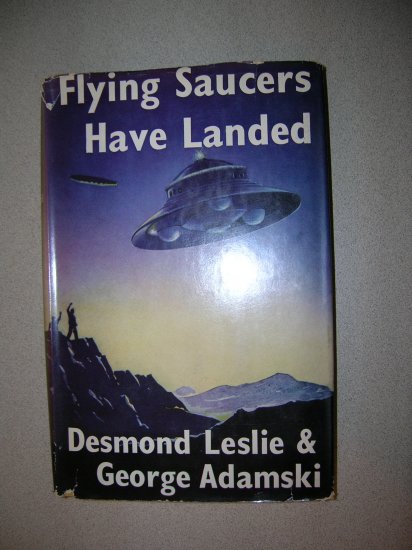 Flying Saucers
Have Landed
Desmond Leslie &
George Adamski